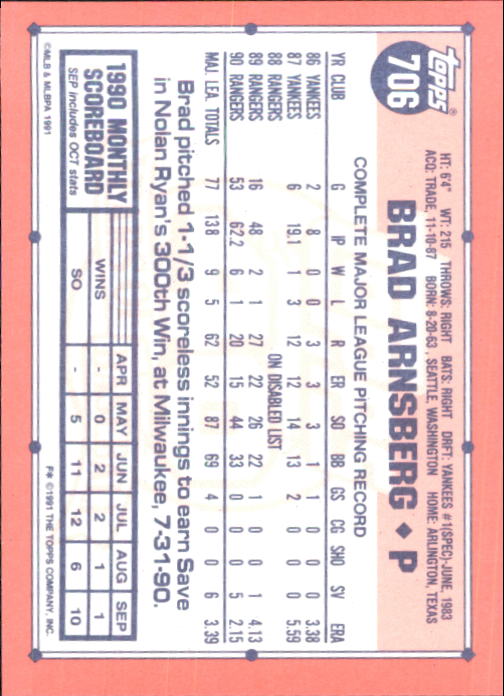 TOPPS®
706
BRAD ARNSBERG ♦ P
HT: 6'4" WT: 215 THROWS: RIGHT BATS: RIGHT DRFT: YANKEES #1(SPEC)-JUNE, 1983
ACQ: TRADE, 11-10-87 BORN: 8-20-63, SEATTLE, WASHINGTON HOME: ARLINGTON, TEXAS
COMPLETE MAJOR LEAGUE PITCHING RECORD
YR CLUB G IP W L R ER SO BB GS CG SHO SV ERA
86 YANKEES 2 8 0 0 3 3 3 1 1 0 0 0 3.38
87 YANKEES 6 19.1 1 3 12 12 14 13 2 0 0 0 5.59
88 RANGERS ON DISABLED LIST
89 RANGERS 16 48 2 1 27 22 26 22 1 0 0 1 4.13
90 RANGERS 53 62.2 6 1 20 15 44 33 0 0 0 5 2.15
MAJ. LEA. TOTALS 77 138 9 5 62 52 87 69 4 0 0 6 3.39
Brad pitched 1-1/3 scoreless innings to earn Save
in Nolan Ryan's 300th Win, at Milwaukee, 7-31-90.
1990 MONTHLY
SCOREBOARD
SEP includes OCT stats
APR MAY JUN JUL AUG SEP
WINS - 0 2 2 1 1
SO - 5 11 12 6 10
©MLB & MLBPA 1991
F* ©1991 THE TOPPS COMPANY, INC.